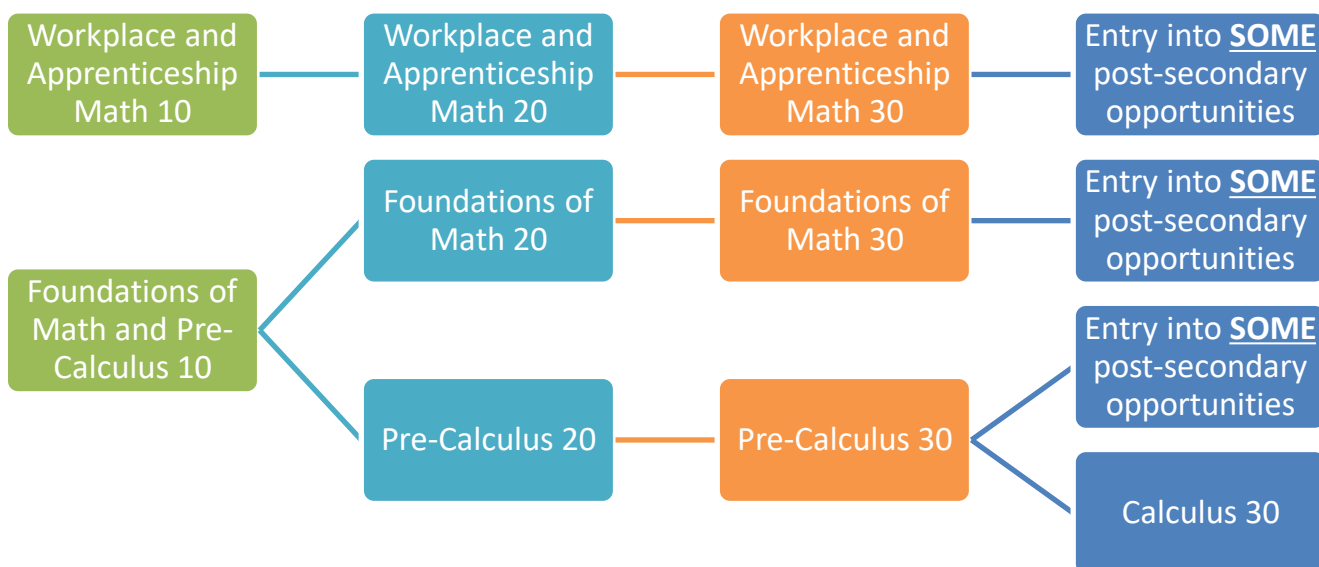 Workplace and
Apprenticeship
Math 10
Workplace and
Apprenticeship
Math 20
Workplace and
Apprenticeship
Math 30
Entry into SOME
post-secondary
opportunities
Foundations of
Math and Pre-
Calculus 10
Foundations of
Math 20
Foundations of
Math 30
Entry into SOME
post-secondary
opportunities
Pre-Calculus 20
Pre-Calculus 30
Entry into SOME
post-secondary
opportunities
Calculus 30